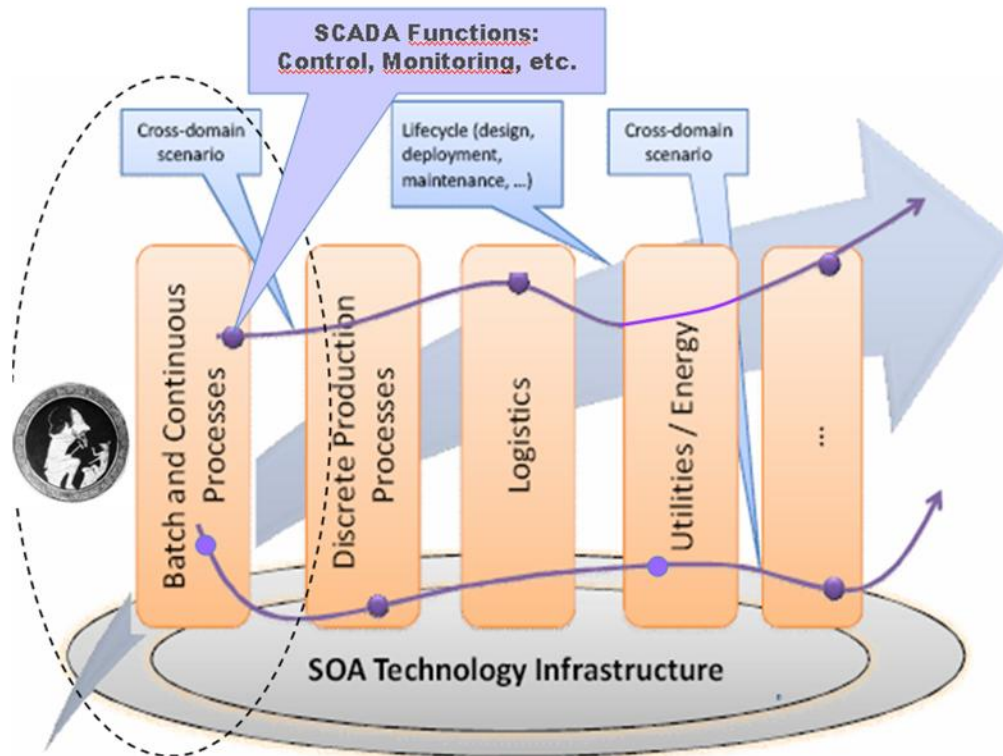 SCADA Functions:
Control, Monitoring, etc.
Cross-domain
scenario
Lifecycle (design,
deployment,
maintenance, ...)
Cross-domain
scenario
Batch and Continuous
Processes
Discrete Production
Processes
Logistics
Utilities / Energy
...
SOA Technology Infrastructure